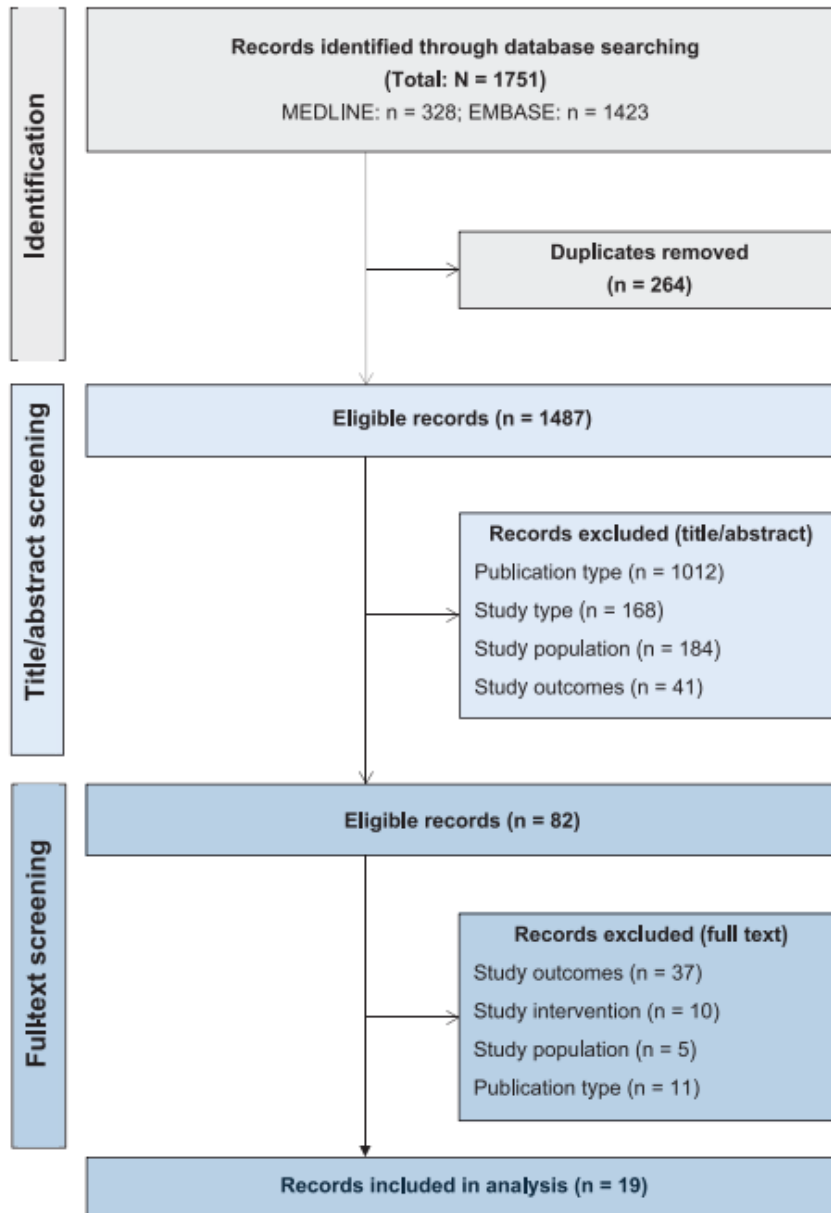 Identification
Records identified through database searching
(Total: N = 1751)
MEDLINE: n = 328; EMBASE: n = 1423
Duplicates removed
(n = 264)
Title/abstract screening
Eligible records (n = 1487)
Records excluded (title/abstract)
Publication type (n = 1012)
Study type (n = 168)
Study population (n = 184)
Study outcomes (n = 41)
Full-text screening
Eligible records (n = 82)
Records excluded (full text)
Study outcomes (n = 37)
Study intervention (n = 10)
Study population (n = 5)
Publication type (n = 11)
Records included in analysis (n = 19)